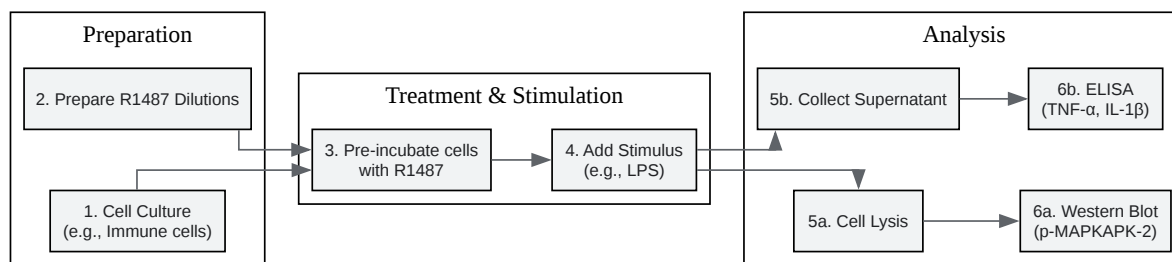 Preparation
2. Prepare R1487 Dilutions
1. Cell Culture
(e.g., Immune cells)
Treatment & Stimulation
3. Pre-incubate cells
with R1487
4. Add Stimulus
(e.g., LPS)
Analysis
5b. Collect Supernatant
6b. ELISA
(TNF-α, IL-1β)
5a. Cell Lysis
6a. Western Blot
(p-MAPKAPK-2)